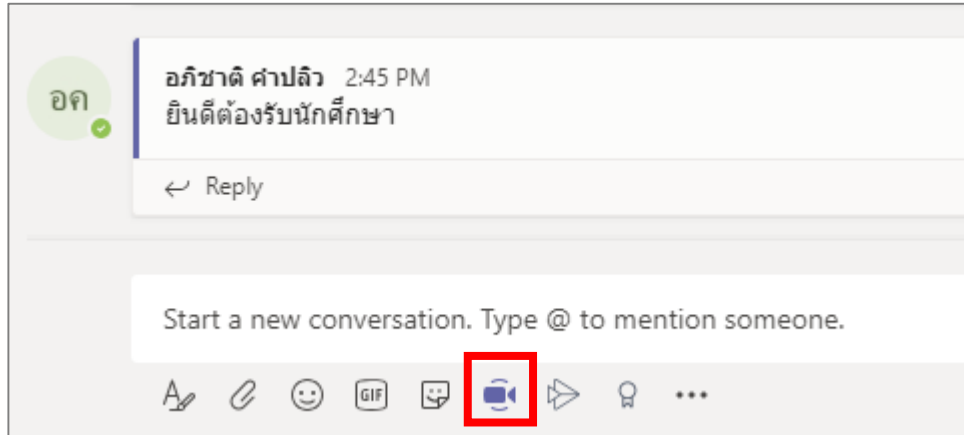 อค
อภิชาติ คำปลิว 2:45 PM
ยินดีต้องรับนักศึกษา
Reply
Start a new conversation. Type @ to mention someone.
GIF